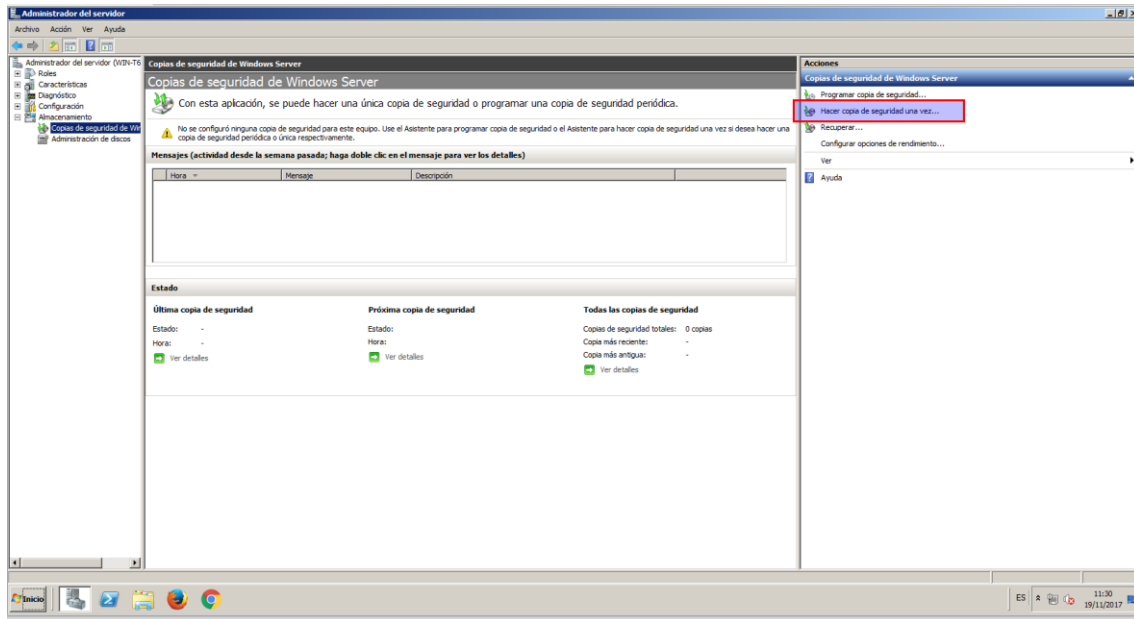 Administrador del servidor
Archivo Acción Ver Ayuda
Administrador del servidor (WIN-T6
Roles
Características
Diagnóstico
Configuración
Almacenamiento
Copias de seguridad de Wi
Administración de discos
Copias de seguridad de Windows Server
Copias de seguridad de Windows Server
Con esta aplicación, se puede hacer una única copia de seguridad o programar una copia de seguridad periódica.
No se configuró ninguna copia de seguridad para este equipo. Use el Asistente para programar copia de seguridad o el Asistente para hacer copia de seguridad una vez si desea hacer una
copia de seguridad periódica o única respectivamente.
Mensajes (actividad desde la semana pasada; haga doble clic en el mensaje para ver los detalles)
Hora Mensaje Descripción
Estado
Última copia de seguridad
Estado: -
Hora: -
Ver detalles
Próxima copia de seguridad
Estado:
Hora:
Ver detalles
Todas las copias de seguridad
Copias de seguridad totales: 0 copias
Copia más reciente: -
Copia más antigua: -
Ver detalles
Acciones
Copias de seguridad de Windows Server
Programar copia de seguridad...
Hacer copia de seguridad una vez...
Recuperar...
Configurar opciones de rendimiento...
Ver
Ayuda
Inicio
ES
11:30
19/11/2017